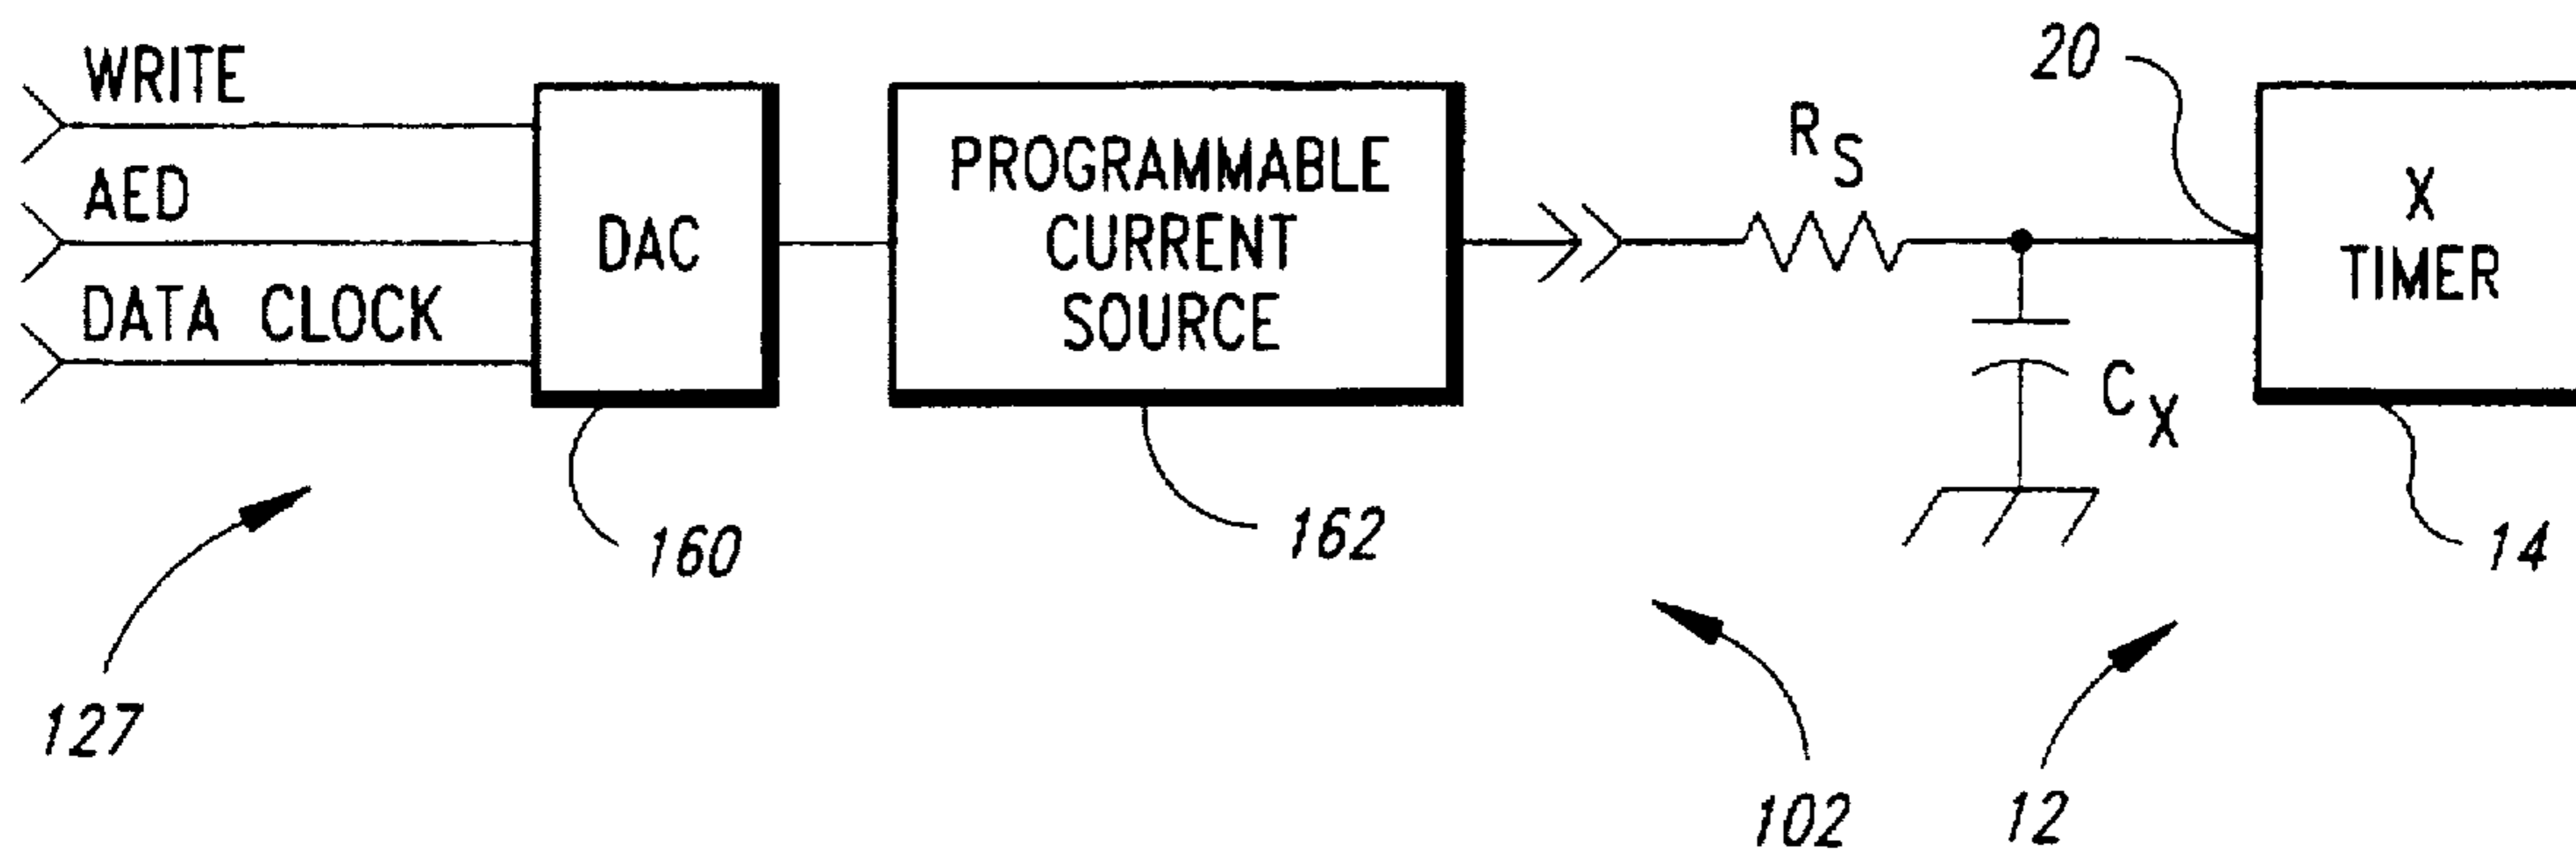 WRITE
AED
DATA CLOCK
DAC
PROGRAMMABLE
CURRENT
SOURCE
R S
20
X
TIMER
C X
160
162
14
127
102
12